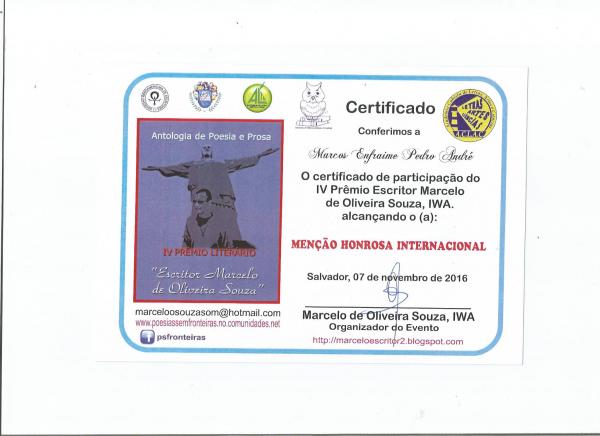 Antologia de Poesia e Prosa
IV PRÊMIO LITERÁRIO
"Escritor Marcelo
de Oliveira Souza"
marceloosouzasom@hotmail.com
www.poesiassemfronteiras.no.comunidades.net
psfronteiras
Certificado
Conferimos a
Marcos Enfraime Pedro André
O certificado de participação do
IV Prêmio Escritor Marcelo
de Oliveira Souza, IWA.
alcançando o (a):
MENÇÃO HONROSA INTERNACIONAL
Salvador, 07 de novembro de 2016
Marcelo de Oliveira Souza, IWA
Organizador do Evento
http://marceloescritor2.blogspot.com
LETRAS
ARTES
CIÊNCIAS
A.C.L.A.C.